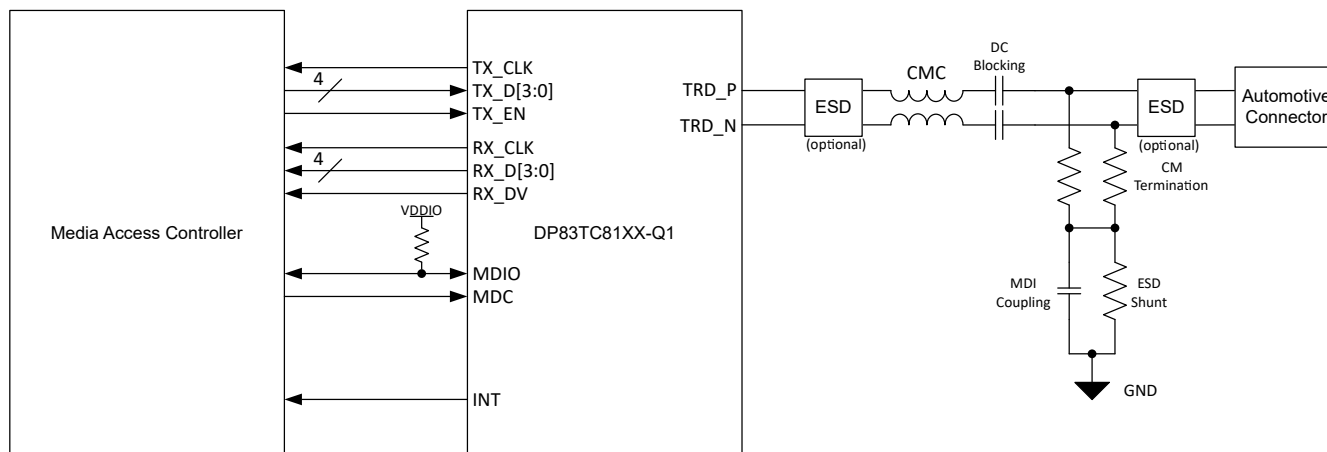 Media Access Controller
4
4
VDDIO
TX_CLK
TX_D[3:0]
TX_EN
RX_CLK
RX_D[3:0]
RX_DV
MDIO
MDC
INT
DP83TC81XX-Q1
TRD_P
TRD_N
ESD
(optional)
CMC
DC
Blocking
ESD
(optional)
CM
Termination
Automotive
Connector
MDI
Coupling
ESD
Shunt
GND